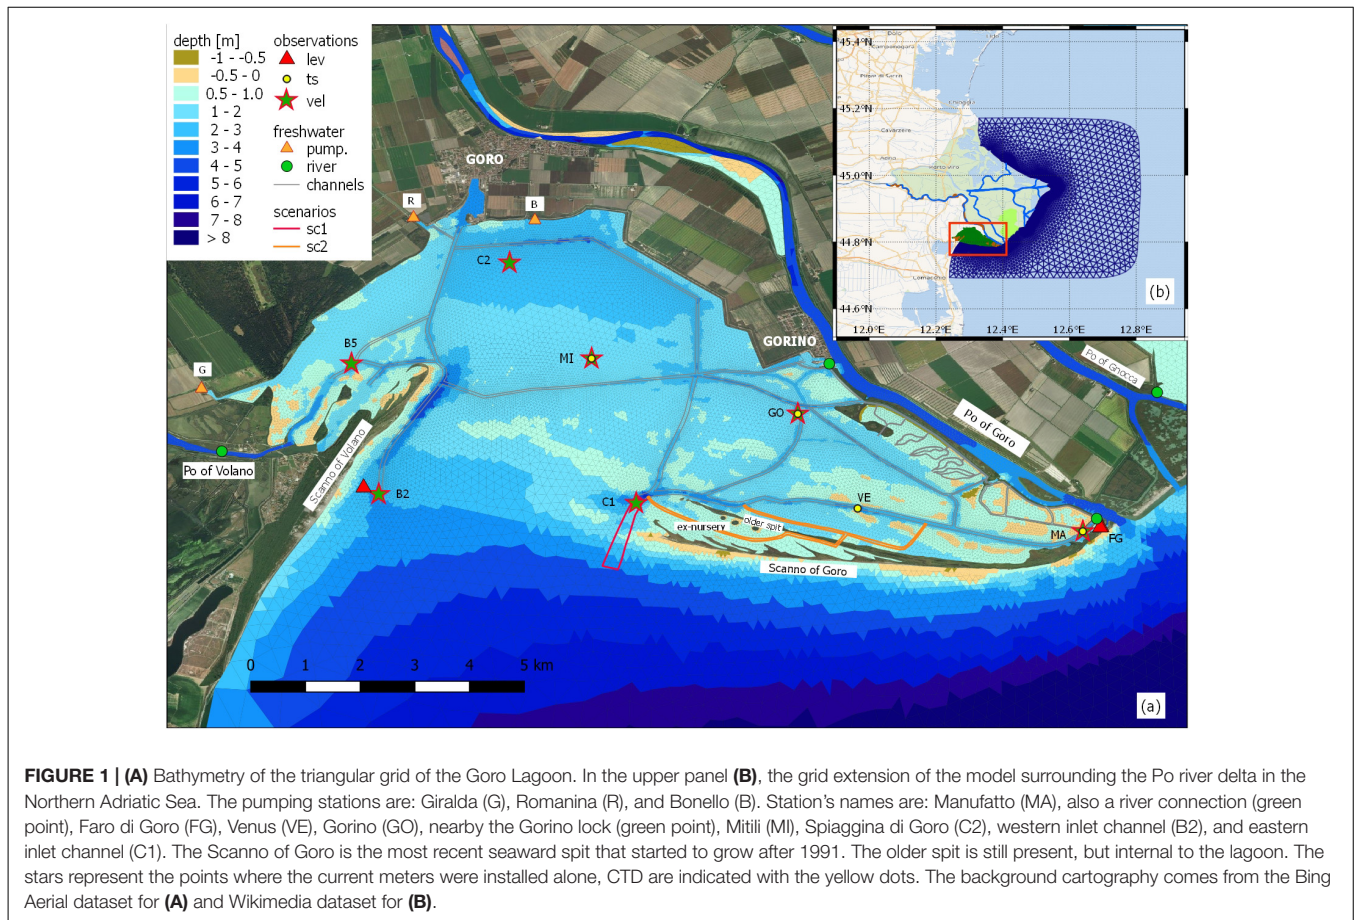 depth [m]
-1 - -0.5
-0.5 - 0
0.5 - 1.0
1 - 2
2 - 3
3 - 4
4 - 5
5 - 6
6 - 7
7 - 8
> 8
observations
lev
ts
vel
freshwater
pump.
river
channels
scenarios
sc1
sc2
GORO
R
B
C2
B5
MI
GORINO
G
GO
Po of Volano
Scanno of Volano
B2
C1
VE
older spit
ex-nursery
MA
FG
Scanno of Goro
Po of Goro
Po of Gnocca
0 1 2 3 4 5 km
(a)
45.4°N
45.2°N
45.0°N
44.8°N
44.6°N
12.0°E 12.2°E 12.4°E 12.6°E 12.8°E
(b)
FIGURE 1 | (A) Bathymetry of the triangular grid of the Goro Lagoon. In the upper panel (B), the grid extension of the model surrounding the Po river delta in the
Northern Adriatic Sea. The pumping stations are: Giralda (G), Romanina (R), and Bonello (B). Station's names are: Manufatto (MA), also a river connection (green
point), Faro di Goro (FG), Venus (VE), Gorino (GO), nearby the Gorino lock (green point), Mitili (MI), Spiaggina di Goro (C2), western inlet channel (B2), and eastern
inlet channel (C1). The Scanno of Goro is the most recent seaward spit that started to grow after 1991. The older spit is still present, but internal to the lagoon. The
stars represent the points where the current meters were installed alone, CTD are indicated with the yellow dots. The background cartography comes from the Bing
Aerial dataset for (A) and Wikimedia dataset for (B).